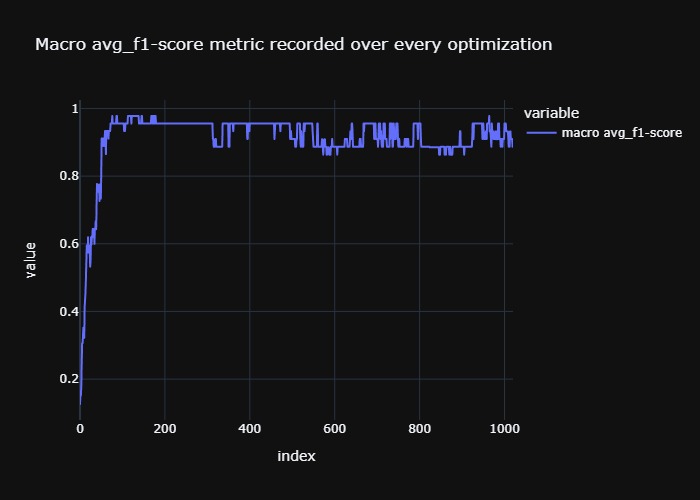 Macro avg_f1-score metric recorded over every optimization
variable
macro avg_f1-score
value
1
0.8
0.6
0.4
0.2
0 200 400 600 800 1000
index